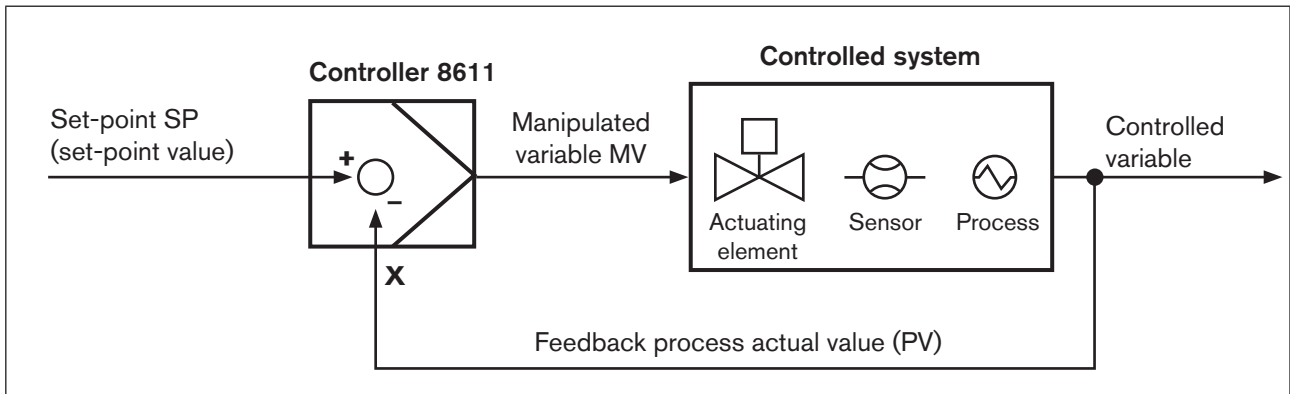 Controller 8611
Controlled system
Set-point SP
(set-point value)
+
–
X
Manipulated
variable MV
Actuating
element
Sensor
Process
Controlled
variable
Feedback process actual value (PV)